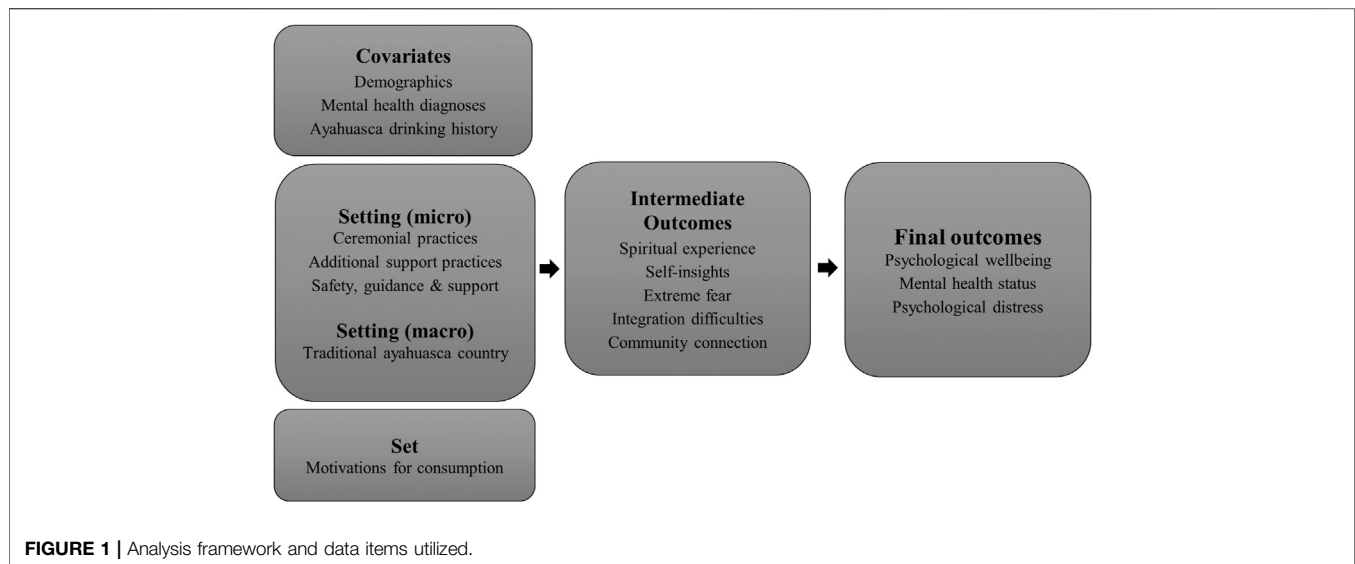 Covariates
Demographics
Mental health diagnoses
Ayahuasca drinking history
Setting (micro)
Ceremonial practices
Additional support practices
Safety, guidance & support
Setting (macro)
Traditional ayahuasca country
Set
Motivations for consumption
Intermediate
Outcomes
Spiritual experience
Self-insights
Extreme fear
Integration difficulties
Community connection
Final outcomes
Psychological wellbeing
Mental health status
Psychological distress
FIGURE 1 | Analysis framework and data items utilized.